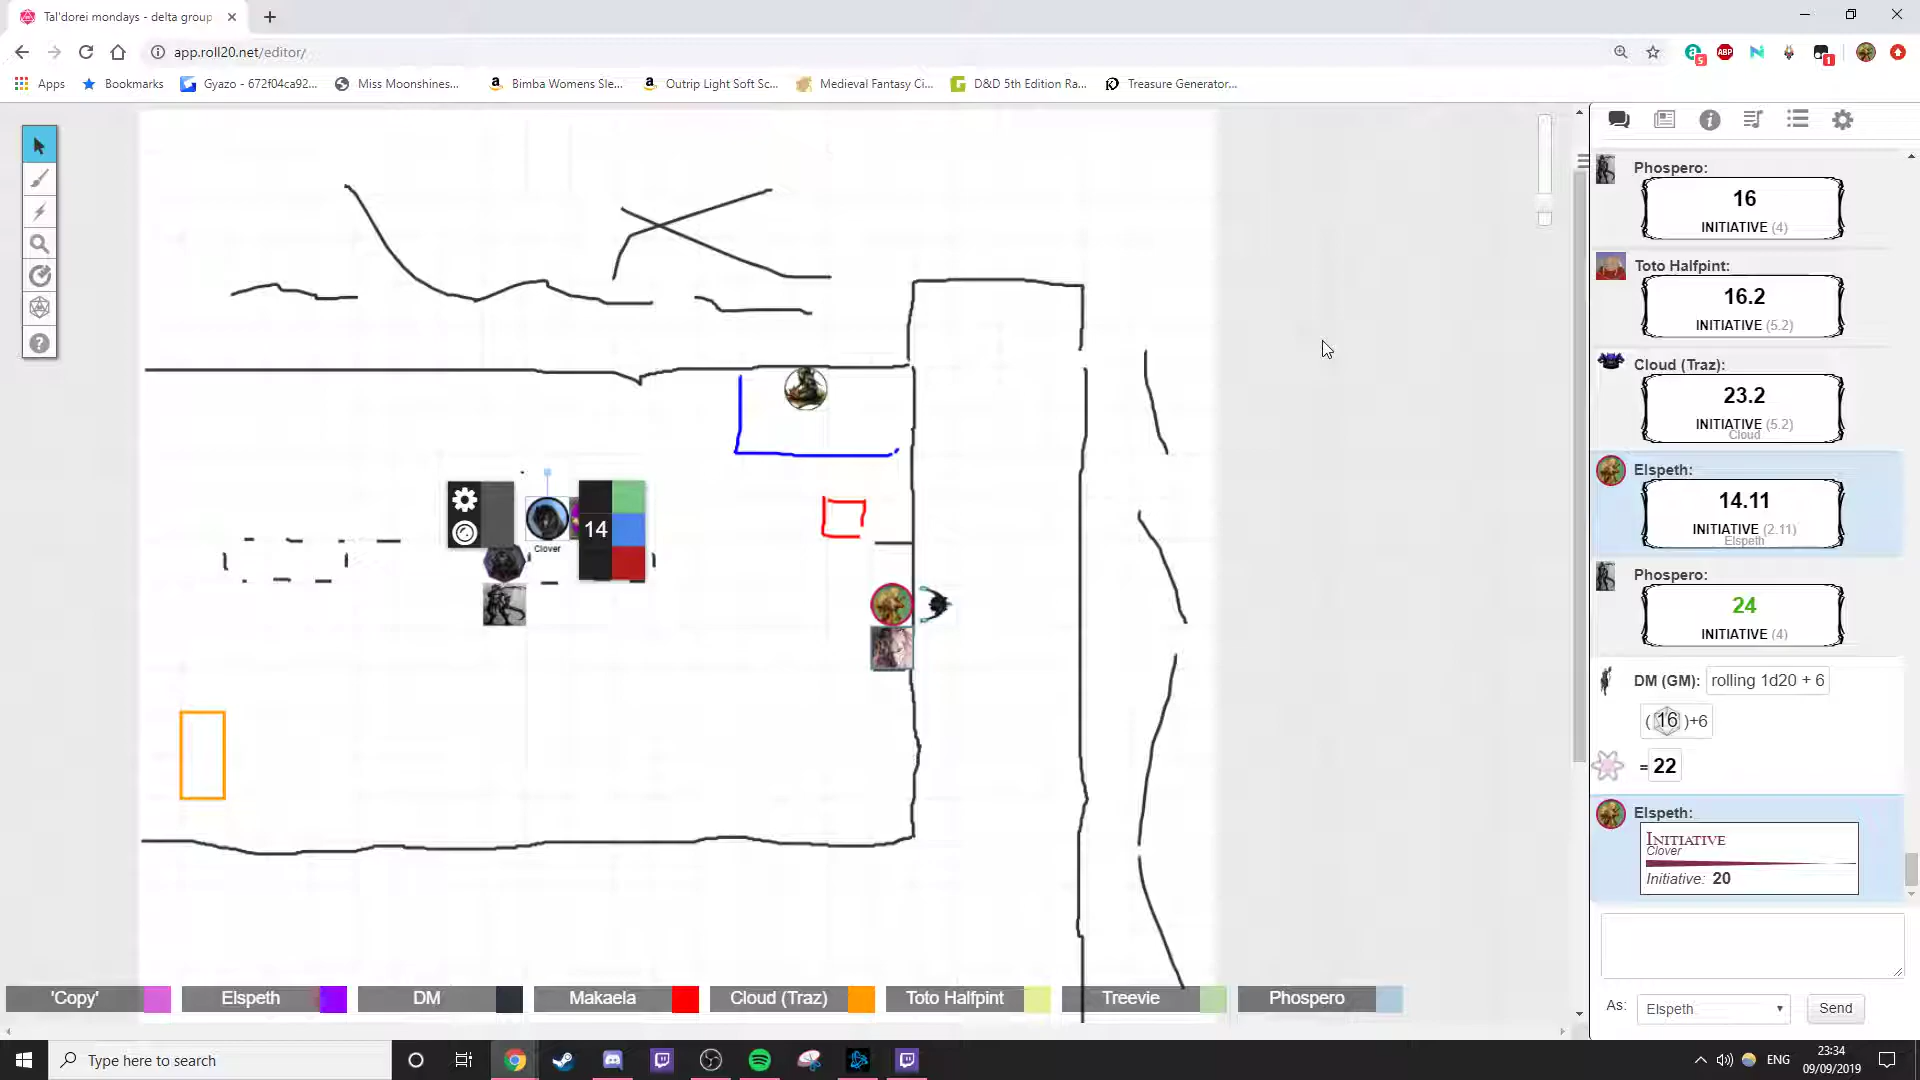 Tal'dorei mondays - delta group
app.roll20.net/editor/
5
ABP
1
Apps
Bookmarks
Gyazo - 672f04ca92...
Miss Moonshines...
Bimba Womens Sle...
Outrip Light Soft Sc...
Medieval Fantasy Ci...
D&D 5th Edition Ra...
Treasure Generator...
Phospero:
16
INITIATIVE (4)
Toto Halfpint:
16.2
INITIATIVE (5.2)
Cloud (Traz):
23.2
INITIATIVE (5.2)
Cloud
Elspeth:
14.11
INITIATIVE (2.11)
Elspeth
Phospero:
24
INITIATIVE (4)
DM (GM): rolling 1d20 + 6
(16)+6
=22
Elspeth:
INITIATIVE
Clover
Initiative: 20
14
Clover
'Copy'
Elspeth
DM
Makaela
Cloud (Traz)
Toto Halfpint
Treevie
Phospero
As: Elspeth
Send
Type here to search
ENG
23:34
09/09/2019